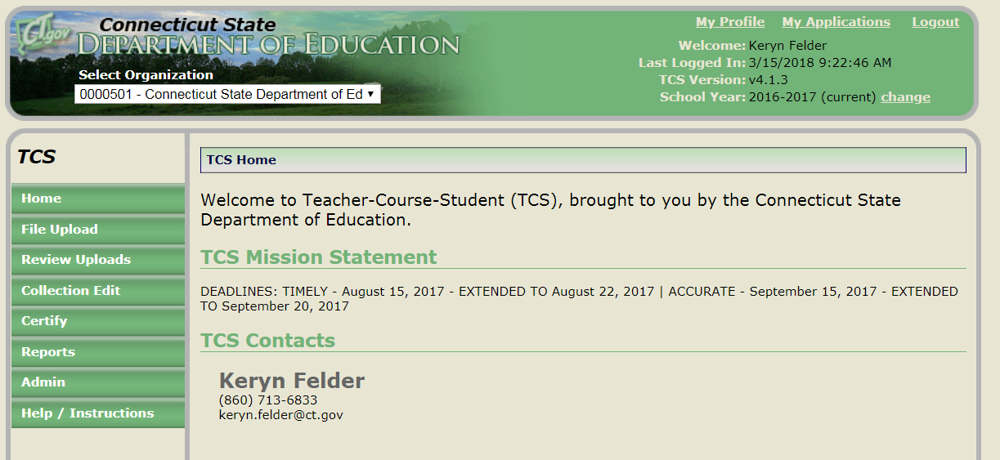 CT.gov
Connecticut State
DEPARTMENT OF EDUCATION
Select Organization
0000501 - Connecticut State Department of Ed
My Profile My Applications Logout
Welcome: Keryn Felder
Last Logged In: 3/15/2018 9:22:46 AM
TCS Version: v4.1.3
School Year: 2016-2017 (current) change
TCS
Home
File Upload
Review Uploads
Collection Edit
Certify
Reports
Admin
Help / Instructions
TCS Home
Welcome to Teacher-Course-Student (TCS), brought to you by the Connecticut State
Department of Education.
TCS Mission Statement
DEADLINES: TIMELY - August 15, 2017 - EXTENDED TO August 22, 2017 | ACCURATE - September 15, 2017 - EXTENDED
TO September 20, 2017
TCS Contacts
Keryn Felder
(860) 713-6833
keryn.felder@ct.gov